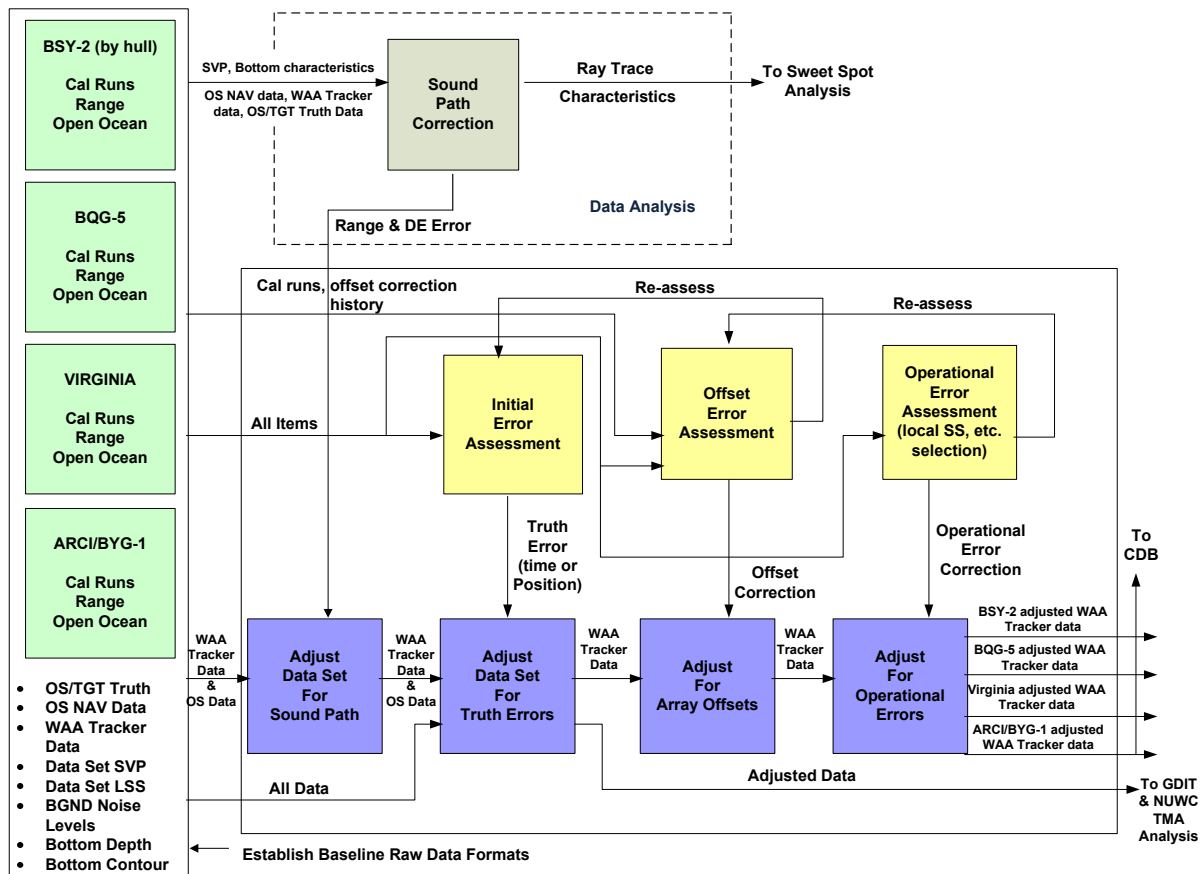 BSY-2 (by hull)
Cal Runs
Range
Open Ocean
BQG-5
Cal Runs
Range
Open Ocean
VIRGINIA
Cal Runs
Range
Open Ocean
ARCI/BYG-1
Cal Runs
Range
Open Ocean
• OS/TGT Truth
• OS NAV Data
• WAA Tracker
Data
• Data Set SVP
• Data Set LSS
• BGND Noise
Levels
• Bottom Depth
• Bottom Contour
SVP, Bottom characteristics
OS NAV data, WAA Tracker
data, OS/TGT Truth Data
Sound
Path
Correction
Ray Trace
Characteristics
To Sweet Spot
Analysis
Data Analysis
Range & DE Error
Cal runs, offset correction
history
Re-assess
Re-assess
All Items
Initial
Error
Assessment
Offset
Error
Assessment
Operational
Error
Assessment
(local SS, etc.
selection)
Truth
Error
(time or
Position)
Offset
Correction
Operational
Error
Correction
To
CDB
WAA
Tracker
Data
&
OS Data
Adjust
Data Set
For
Sound Path
WAA
Tracker
Data
&
OS Data
Adjust
Data Set
For
Truth Errors
WAA
Tracker
Data
Adjust
For
Array Offsets
WAA
Tracker
Data
Adjust
For
Operational
Errors
BSY-2 adjusted WAA
Tracker data
BQG-5 adjusted WAA
Tracker data
Virginia adjusted WAA
Tracker data
ARCI/BYG-1 adjusted
WAA Tracker data
All Data
Adjusted Data
To GDIT
& NUWC
TMA
Analysis
Establish Baseline Raw Data Formats